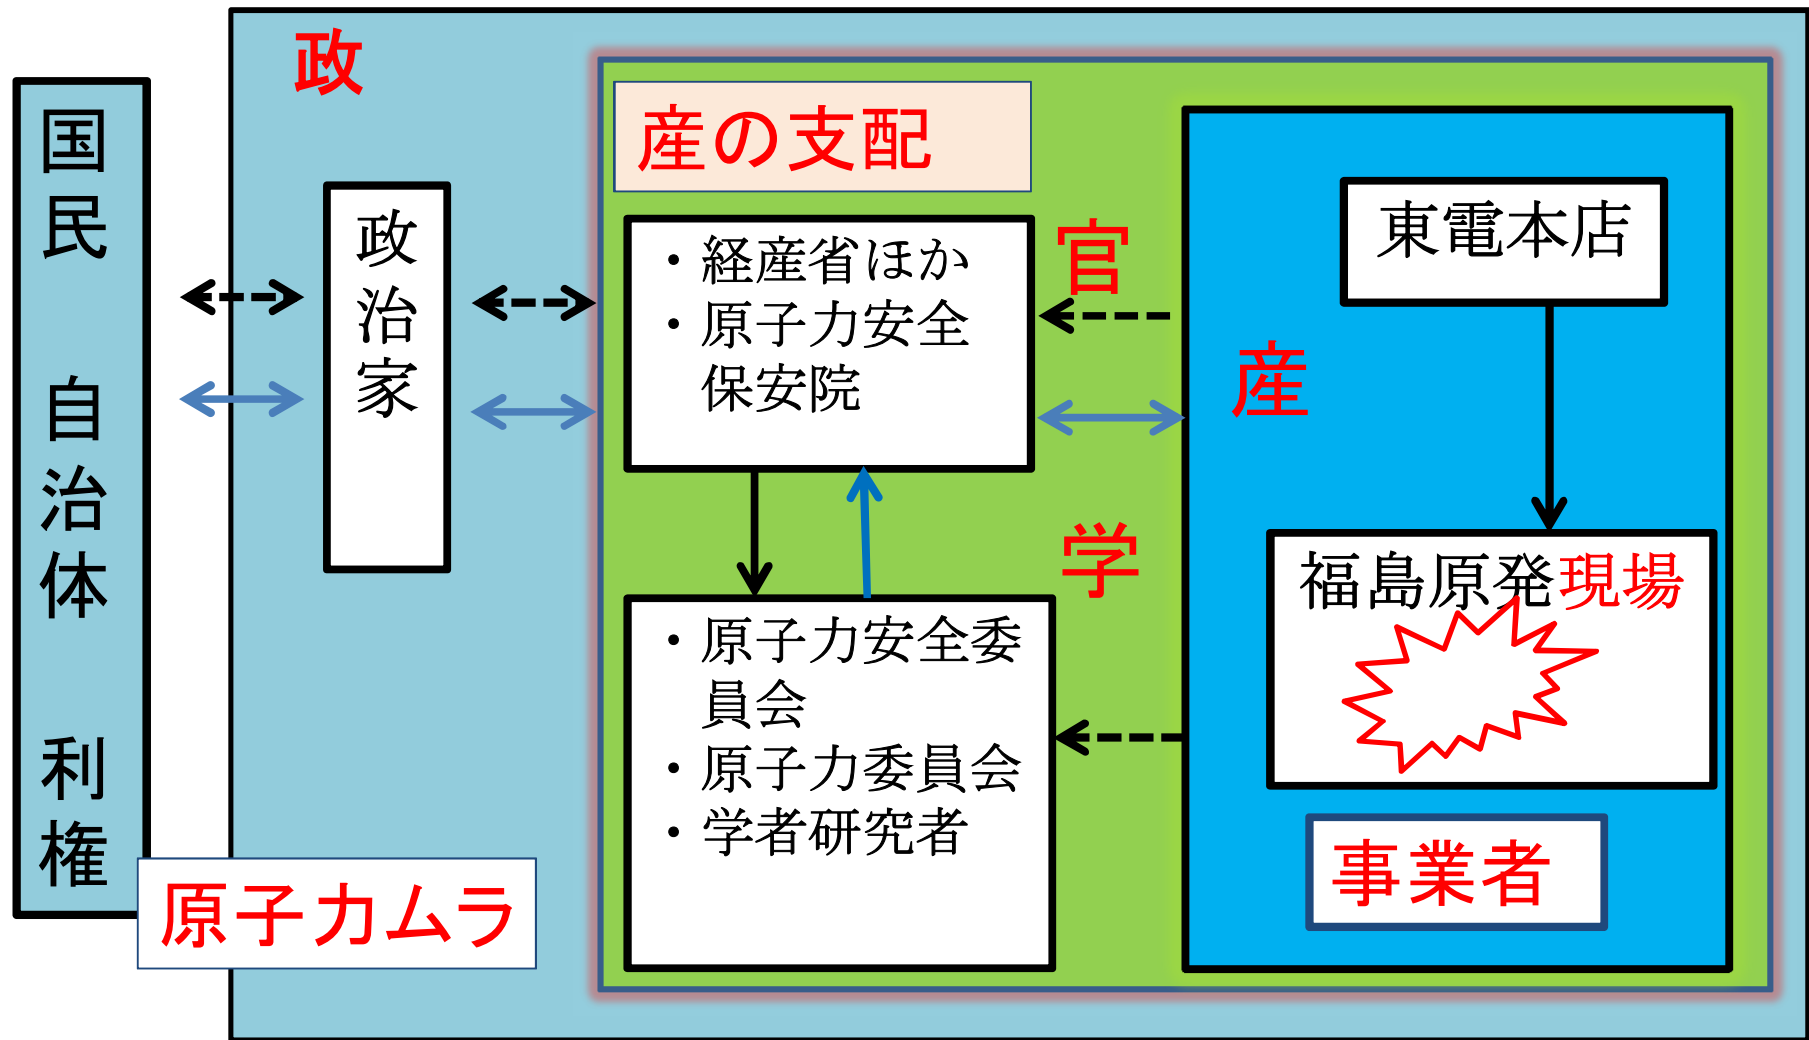 国民 自治体 利権
政
政治家
原子力ムラ
産の支配
・経産省ほか
・原子力安全
保安院
官
学
・原子力安全委
員会
・原子力委員会
・学者研究者
産
東電本店
福島原発現場
事業者